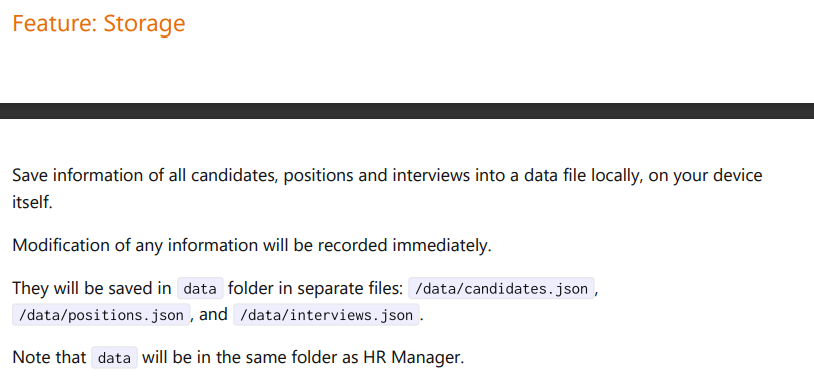 Feature: Storage
Save information of all candidates, positions and interviews into a data file locally, on your device
itself.
Modification of any information will be recorded immediately.
They will be saved in data folder in separate files: /data/candidates.json ,
/data/positions.json , and /data/interviews.json .
Note that data will be in the same folder as HR Manager.